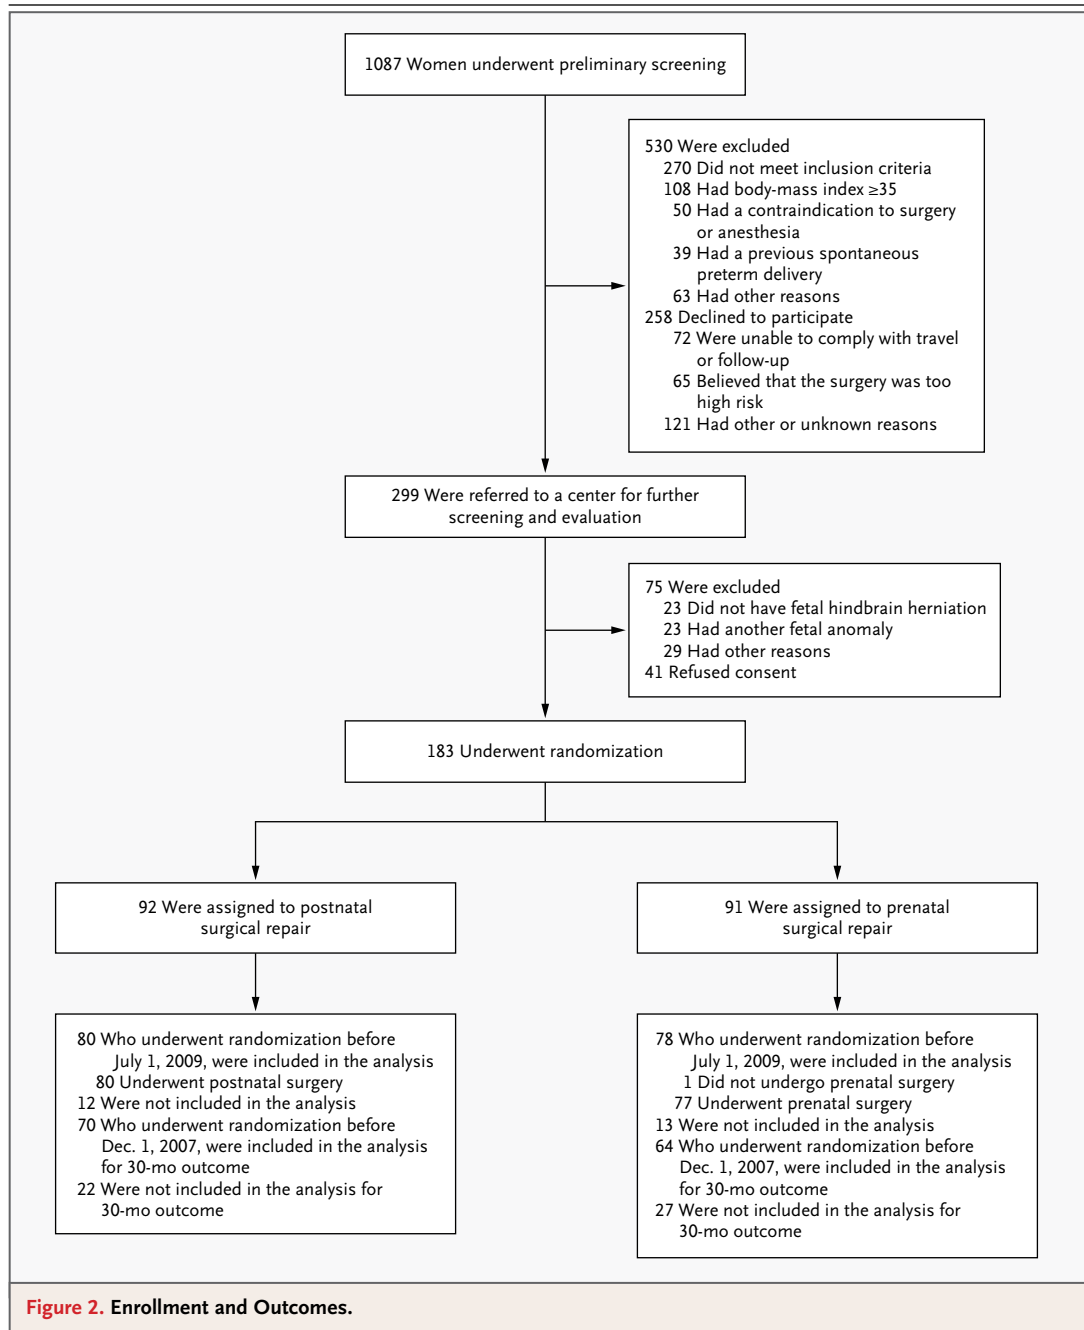 1087 Women underwent preliminary screening
530 Were excluded
270 Did not meet inclusion criteria
108 Had body-mass index ≥35
50 Had a contraindication to surgery
or anesthesia
39 Had a previous spontaneous
preterm delivery
63 Had other reasons
258 Declined to participate
72 Were unable to comply with travel
or follow-up
65 Believed that the surgery was too
high risk
121 Had other or unknown reasons
299 Were referred to a center for further
screening and evaluation
75 Were excluded
23 Did not have fetal hindbrain herniation
23 Had another fetal anomaly
29 Had other reasons
41 Refused consent
183 Underwent randomization
92 Were assigned to postnatal
surgical repair
91 Were assigned to prenatal
surgical repair
80 Who underwent randomization before
July 1, 2009, were included in the analysis
80 Underwent postnatal surgery
12 Were not included in the analysis
70 Who underwent randomization before
Dec. 1, 2007, were included in the analysis
for 30-mo outcome
22 Were not included in the analysis for
30-mo outcome
78 Who underwent randomization before
July 1, 2009, were included in the analysis
1 Did not undergo prenatal surgery
77 Underwent prenatal surgery
13 Were not included in the analysis
64 Who underwent randomization before
Dec. 1, 2007, were included in the analysis
for 30-mo outcome
27 Were not included in the analysis for
30-mo outcome
Figure 2. Enrollment and Outcomes.